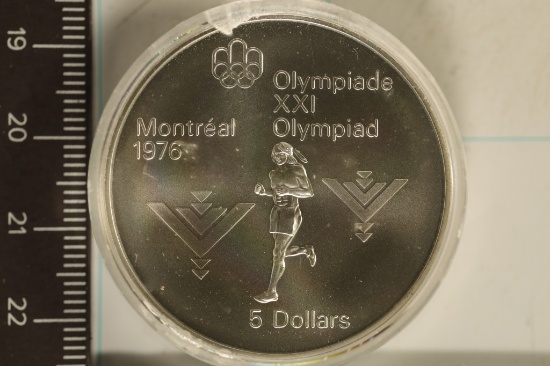 Olympiade
XXI
Olympiad
Montréal
1976
5 Dollars
19
20
21
22